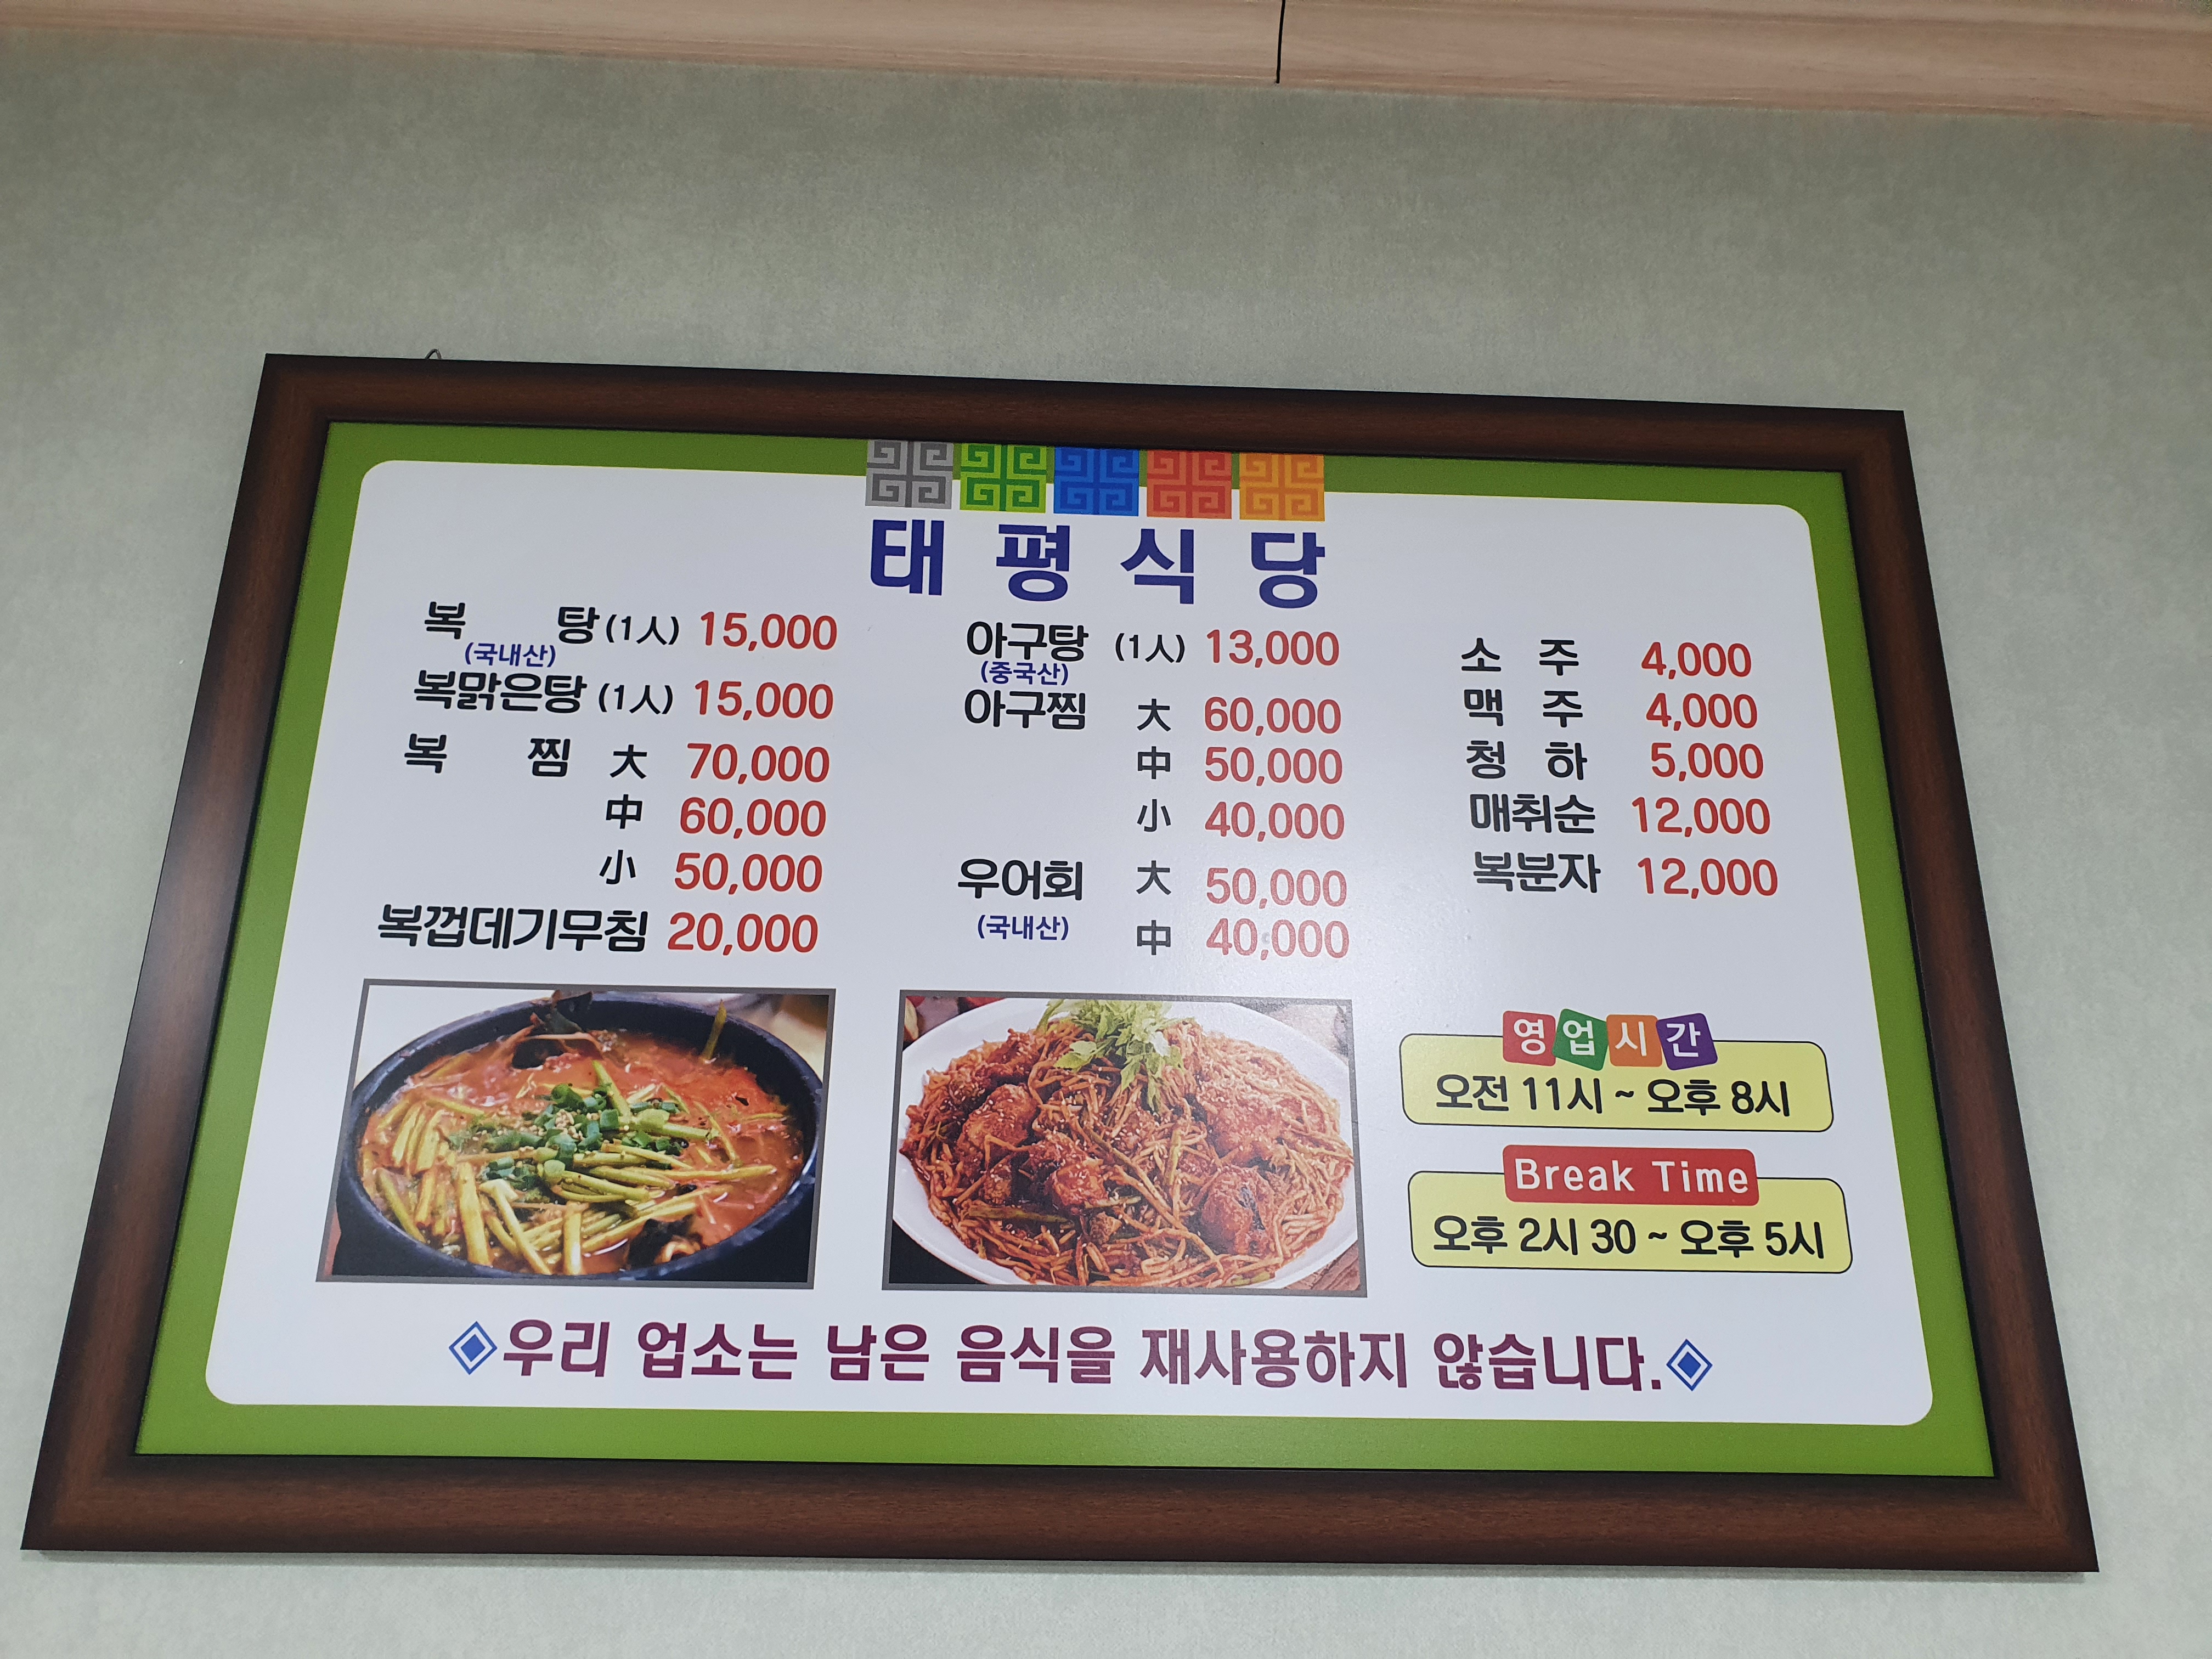 태평식당
복 탕 (1人) 15,000
(국내산)
복맑은탕 (1人) 15,000
복 찜 大 70,000
中 60,000
小 50,000
복껍데기무침 20,000
아구탕 (1人) 13,000
(중국산)
아구찜 大 60,000
中 50,000
小 40,000
우어회 大 50,000
(국내산) 中 40,000
소 주 4,000
맥 주 4,000
청 하 5,000
매취순 12,000
복분자 12,000
영업시간
오전 11시 ~ 오후 8시
Break Time
오후 2시 30 ~ 오후 5시
우리 업소는 남은 음식을 재사용하지 않습니다.